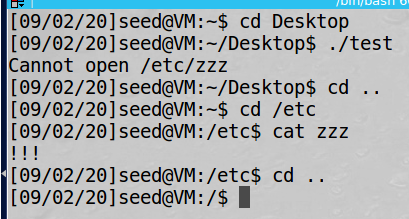 /bin/bash 6
[09/02/20]seed@VM:~$ cd Desktop
[09/02/20]seed@VM:~/Desktop$ ./test
Cannot open /etc/zzz
[09/02/20]seed@VM:~/Desktop$ cd ..
[09/02/20]seed@VM:~$ cd /etc
[09/02/20]seed@VM:/etc$ cat zzz
!!!
[09/02/20]seed@VM:/etc$ cd ..
[09/02/20]seed@VM:/$